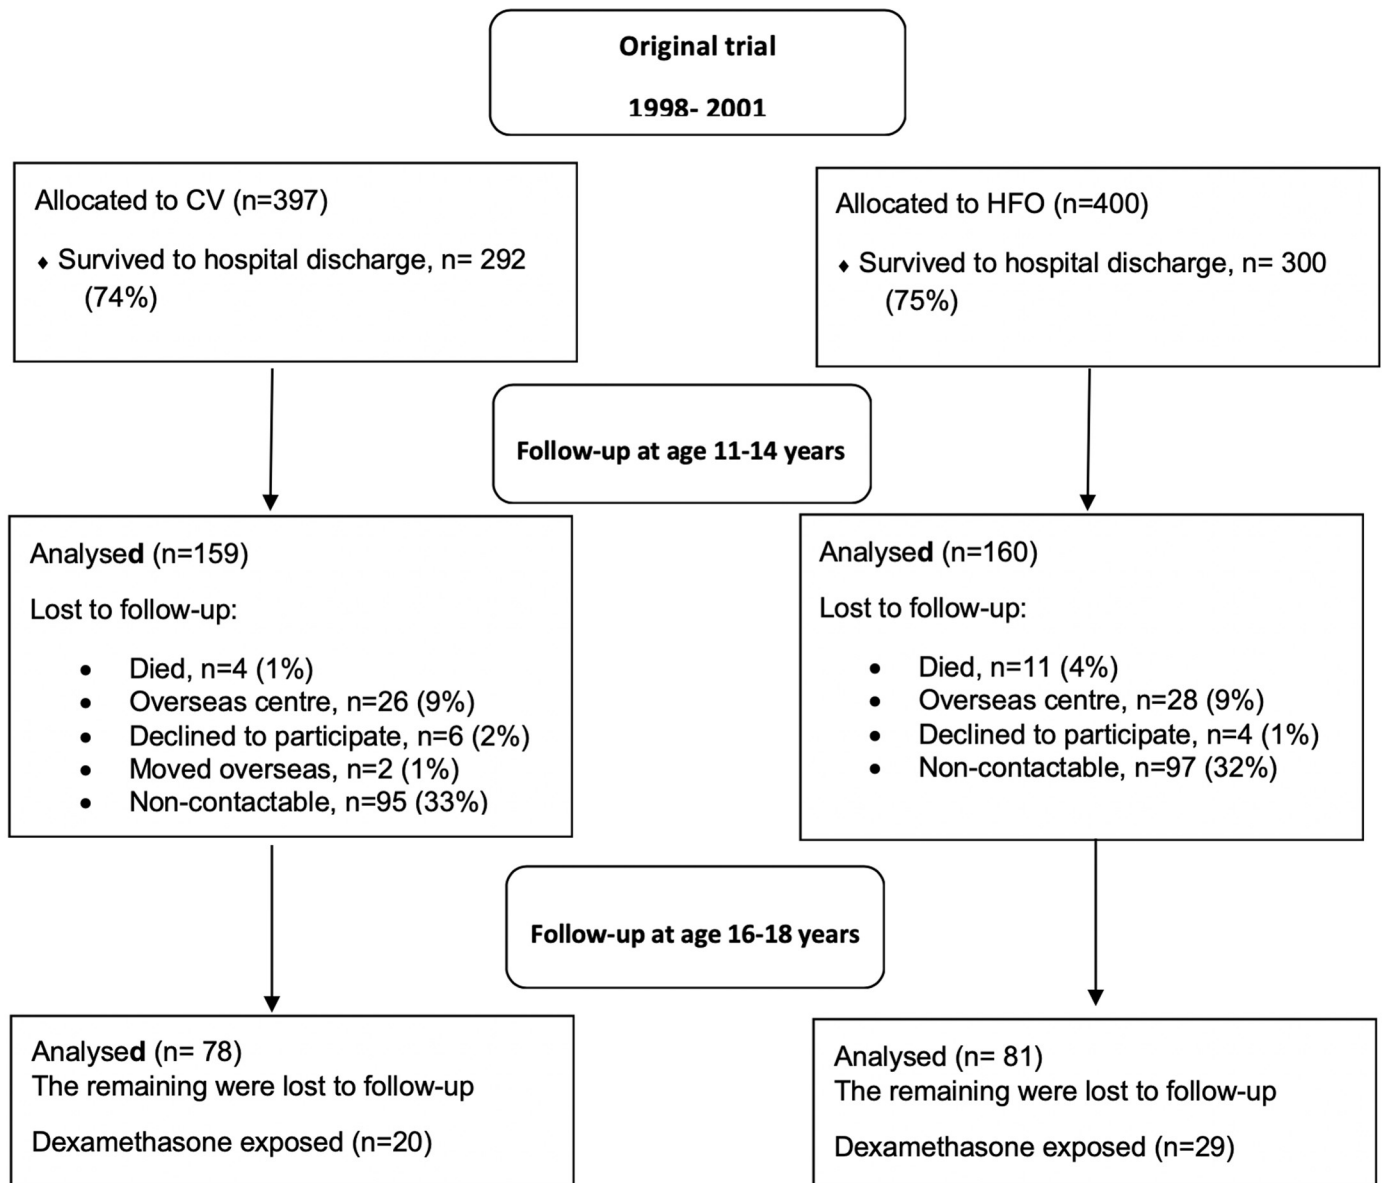 Original trial
1998- 2001
Allocated to CV (n=397)
♦ Survived to hospital discharge, n= 292
(74%)
Allocated to HFO (n=400)
♦ Survived to hospital discharge, n= 300
(75%)
Follow-up at age 11-14 years
Analysed (n=159)
Lost to follow-up:
• Died, n=4 (1%)
• Overseas centre, n=26 (9%)
• Declined to participate, n=6 (2%)
• Moved overseas, n=2 (1%)
• Non-contactable, n=95 (33%)
Analysed (n=160)
Lost to follow-up:
• Died, n=11 (4%)
• Overseas centre, n=28 (9%)
• Declined to participate, n=4 (1%)
• Non-contactable, n=97 (32%)
Follow-up at age 16-18 years
Analysed (n= 78)
The remaining were lost to follow-up
Dexamethasone exposed (n=20)
Analysed (n= 81)
The remaining were lost to follow-up
Dexamethasone exposed (n=29)